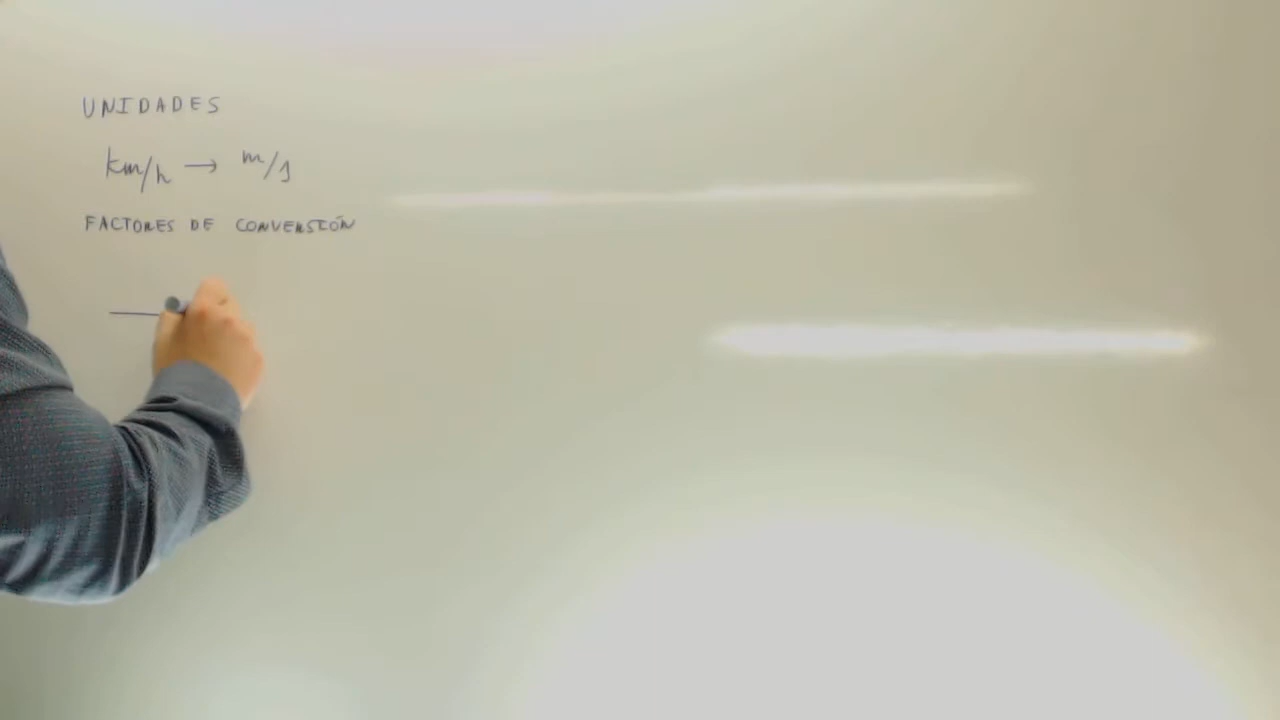 UNIDADES
km/h → m/s
FACTORES DE CONVERSIÓN